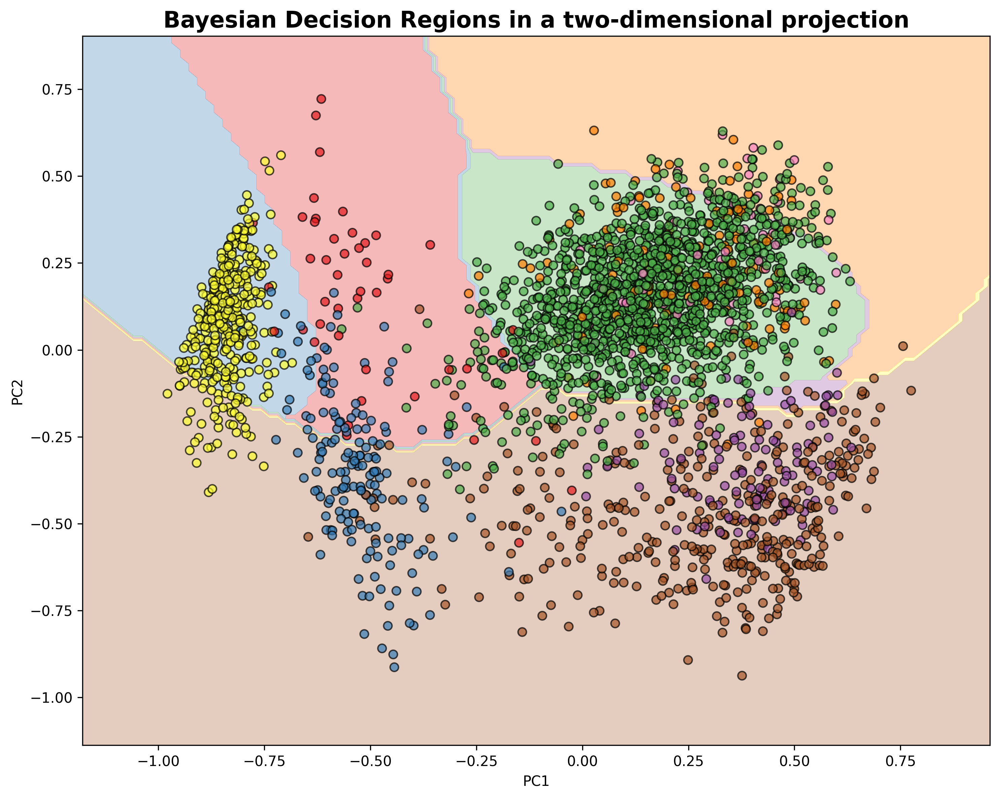 Bayesian Decision Regions in a two-dimensional projection
0.75
0.50
0.25
0.00
−0.25
−0.50
−0.75
−1.00
PC2
−1.00 −0.75 −0.50 −0.25 0.00 0.25 0.50 0.75
PC1